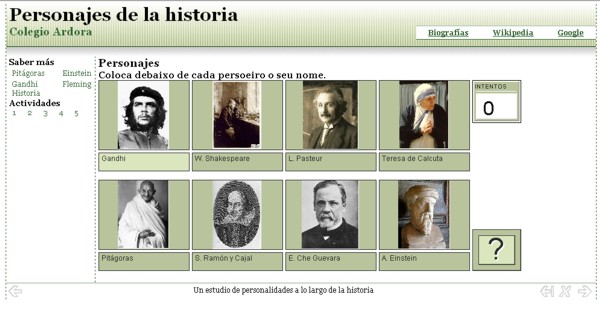 Personajes de la historia
Colegio Ardora
Biografías Wikipedia Google
Saber más
Pitágoras Einstein
Gandhi Fleming
Historia
Actividades
1 2 3 4 5
Personajes
Coloca debaixo de cada persoeiro o seu nome.
INTENTOS
0
Gandhi W. Shakespeare L. Pasteur Teresa de Calcuta
?
Pitágoras S. Ramón y Cajal E. Che Guevara A. Einstein
Un estudio de personalidades a lo largo de la historia